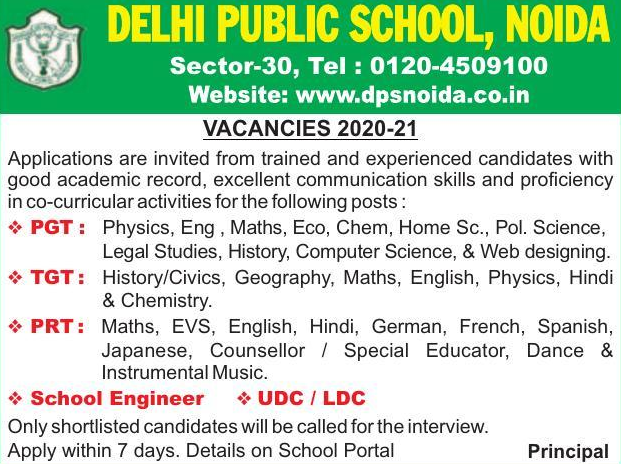 DELHI PUBLIC SCHOOL, NOIDA
Sector-30, Tel : 0120-4509100
Website: www.dpsnoida.co.in
VACANCIES 2020-21
Applications are invited from trained and experienced candidates with
good academic record, excellent communication skills and proficiency
in co-curricular activities for the following posts :
❖ PGT : Physics, Eng , Maths, Eco, Chem, Home Sc., Pol. Science,
Legal Studies, History, Computer Science, & Web designing.
❖ TGT : History/Civics, Geography, Maths, English, Physics, Hindi
& Chemistry.
❖ PRT : Maths, EVS, English, Hindi, German, French, Spanish,
Japanese, Counsellor / Special Educator, Dance &
Instrumental Music.
❖ School Engineer ❖ UDC / LDC
Only shortlisted candidates will be called for the interview.
Apply within 7 days. Details on School Portal Principal